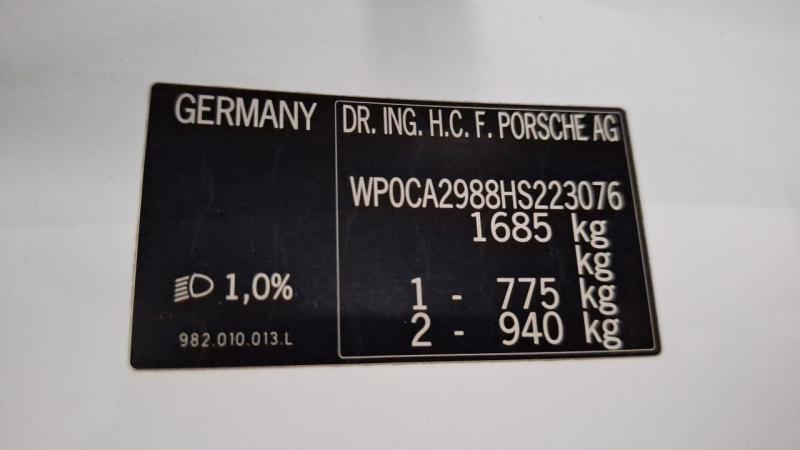 GERMANY
DR. ING. H.C. F. PORSCHE AG
WP0CA2988HS223076
1685 kg
kg
1 - 775 kg
2 - 940 kg
1,0%
982.010.013.L